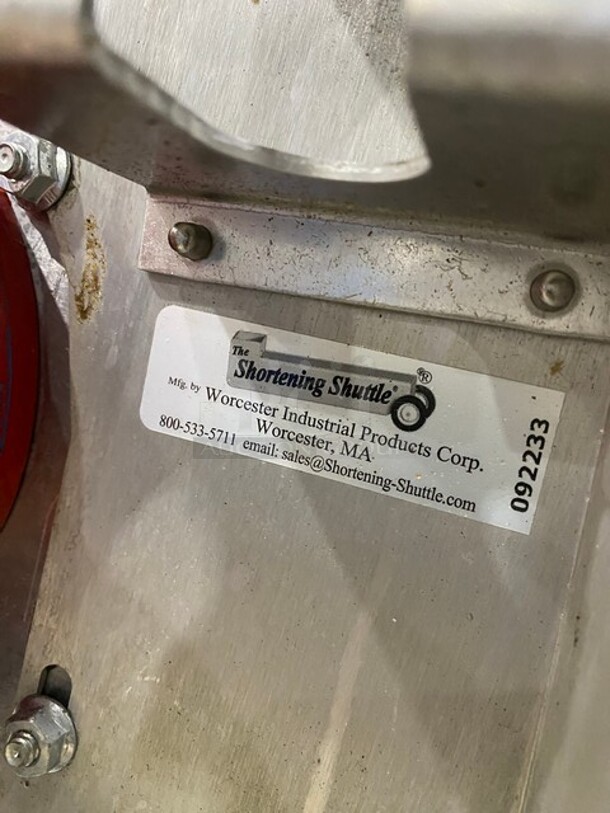 The
Shortening Shuttle®
®
Mfg. by Worcester Industrial Products Corp.
Worcester, MA
800-533-5711 email: sales@Shortening-Shuttle.com
092233